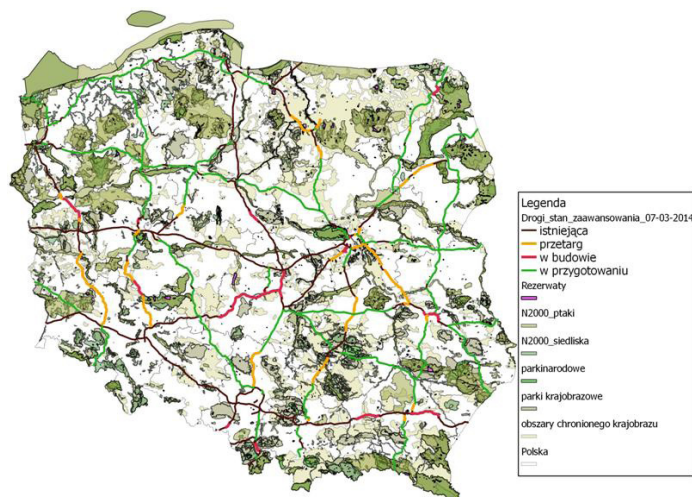 Legenda
Drogi_stan_zaawansowania_07-03-2014
istniejąca
przetarg
w budowie
w przygotowaniu
Rezerwaty
N2000_ptaki
N2000_siedliska
parkinarodowe
parki krajobrazowe
obszary chronionego krajobrazu
Polska